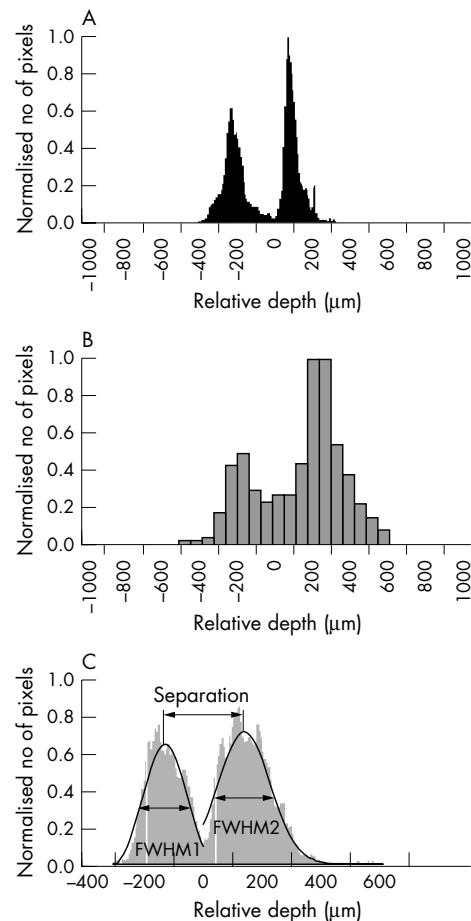 A
Normalised no of pixels
1.0
0.8
0.6
0.4
0.2
0.0
–1000 –800 –600 –400 –200 0 200 400 600 800 1000
Relative depth (µm)
B
Normalised no of pixels
1.0
0.8
0.6
0.4
0.2
0.0
–1000 –800 –600 –400 –200 0 200 400 600 800 1000
Relative depth (µm)
C
Normalised no of pixels
1.0
0.8
0.6
0.4
0.2
0.0
Separation
FWHM1 FWHM2
–400 –200 0 200 400 600
Relative depth (µm)